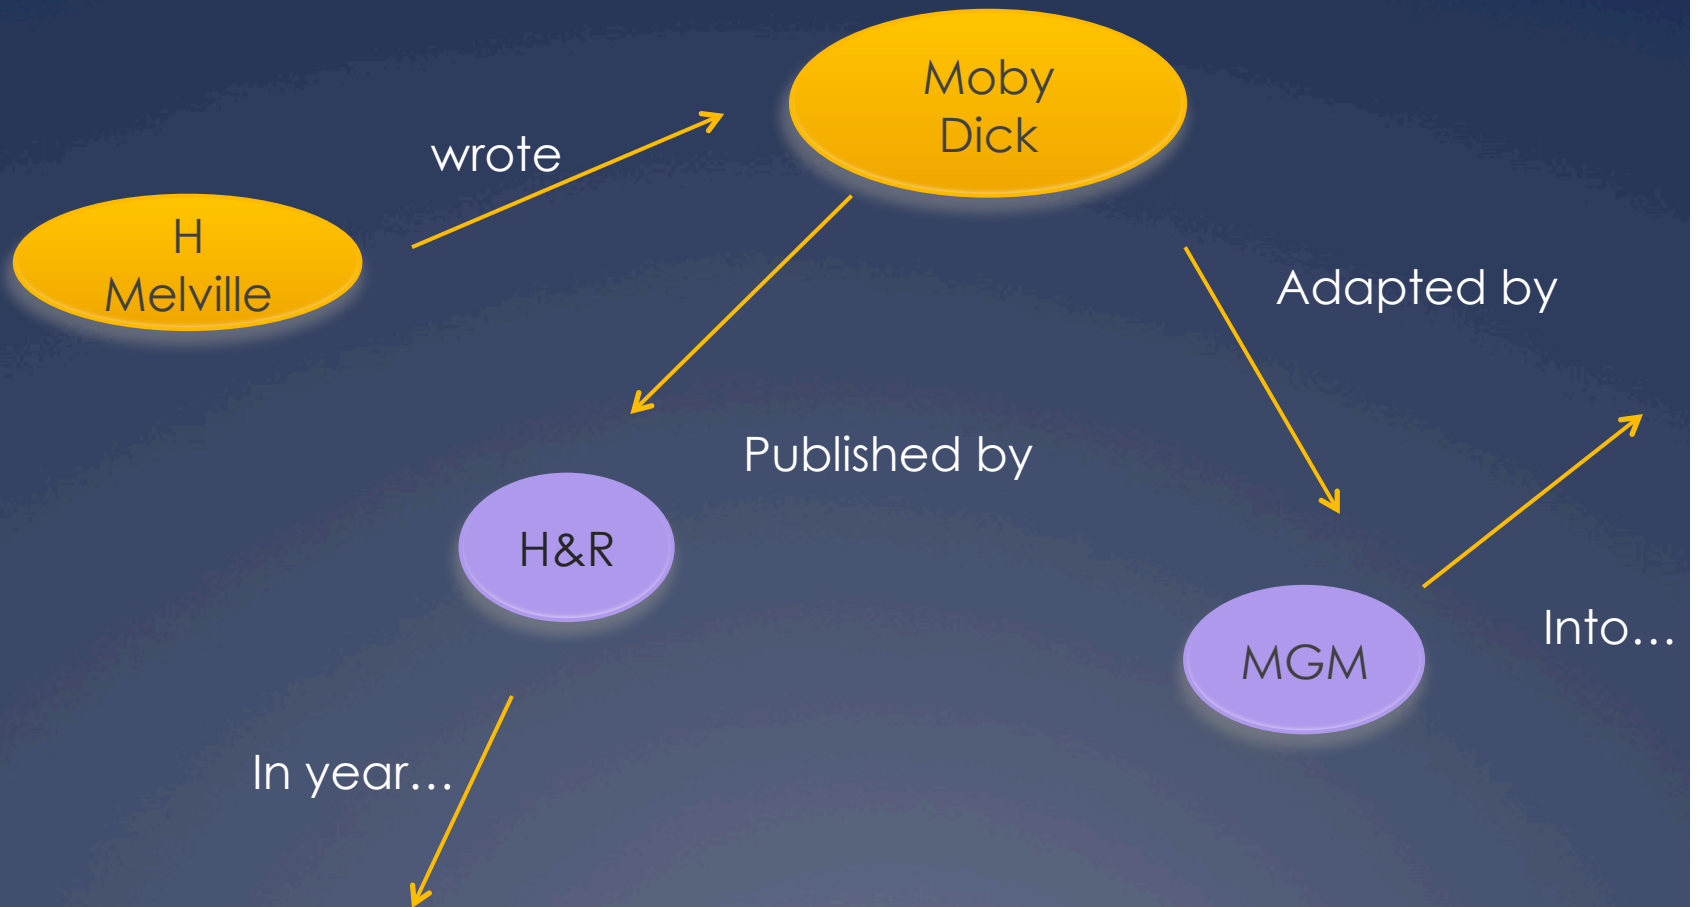 Moby
Dick
wrote
H
Melville
Adapted by
Published by
H&R
Into...
MGM
In year...